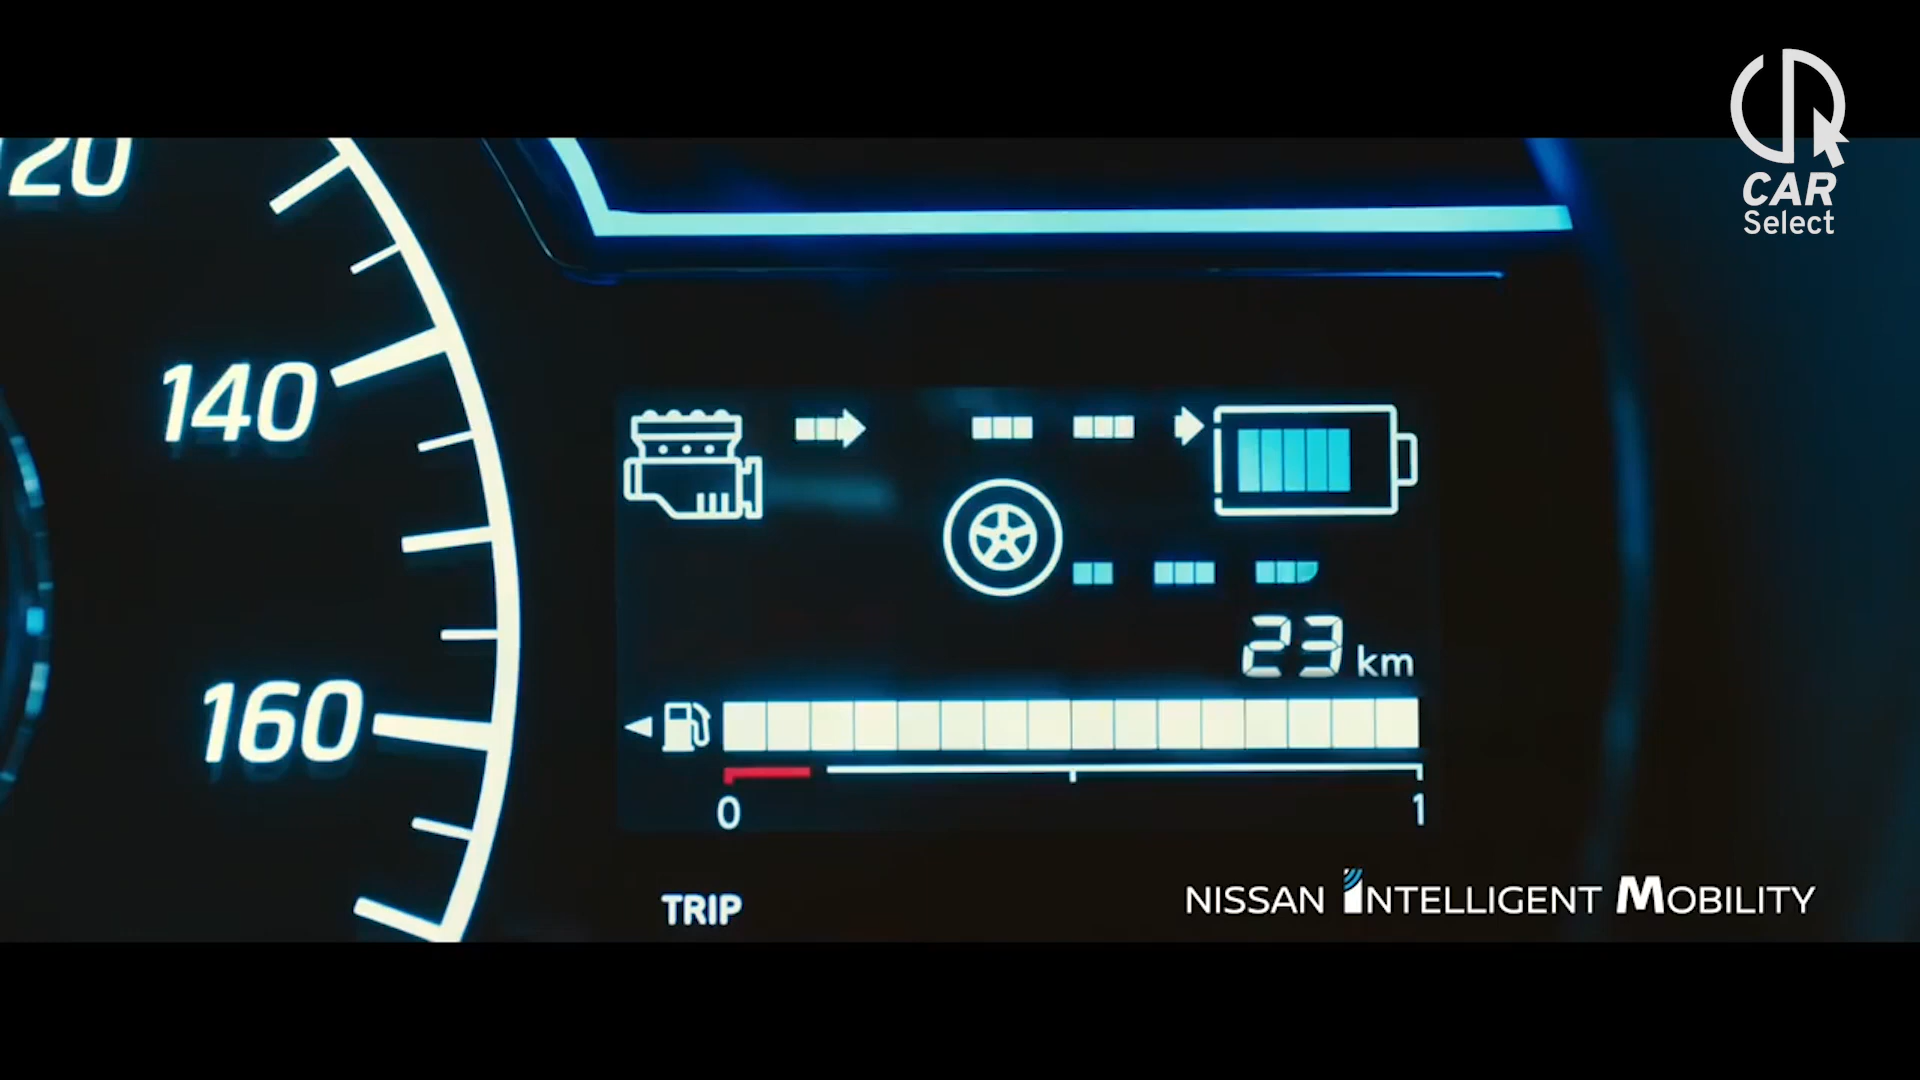 CAR
Select
120
140
160
23 km
0 1
TRIP
NISSAN INTELLIGENT MOBILITY